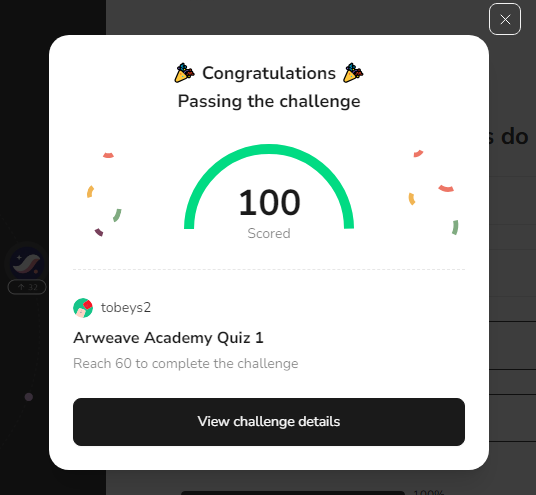 Congratulations
Passing the challenge
s do
100
Scored
32
tobeys2
Arweave Academy Quiz 1
Reach 60 to complete the challenge
View challenge details
100%